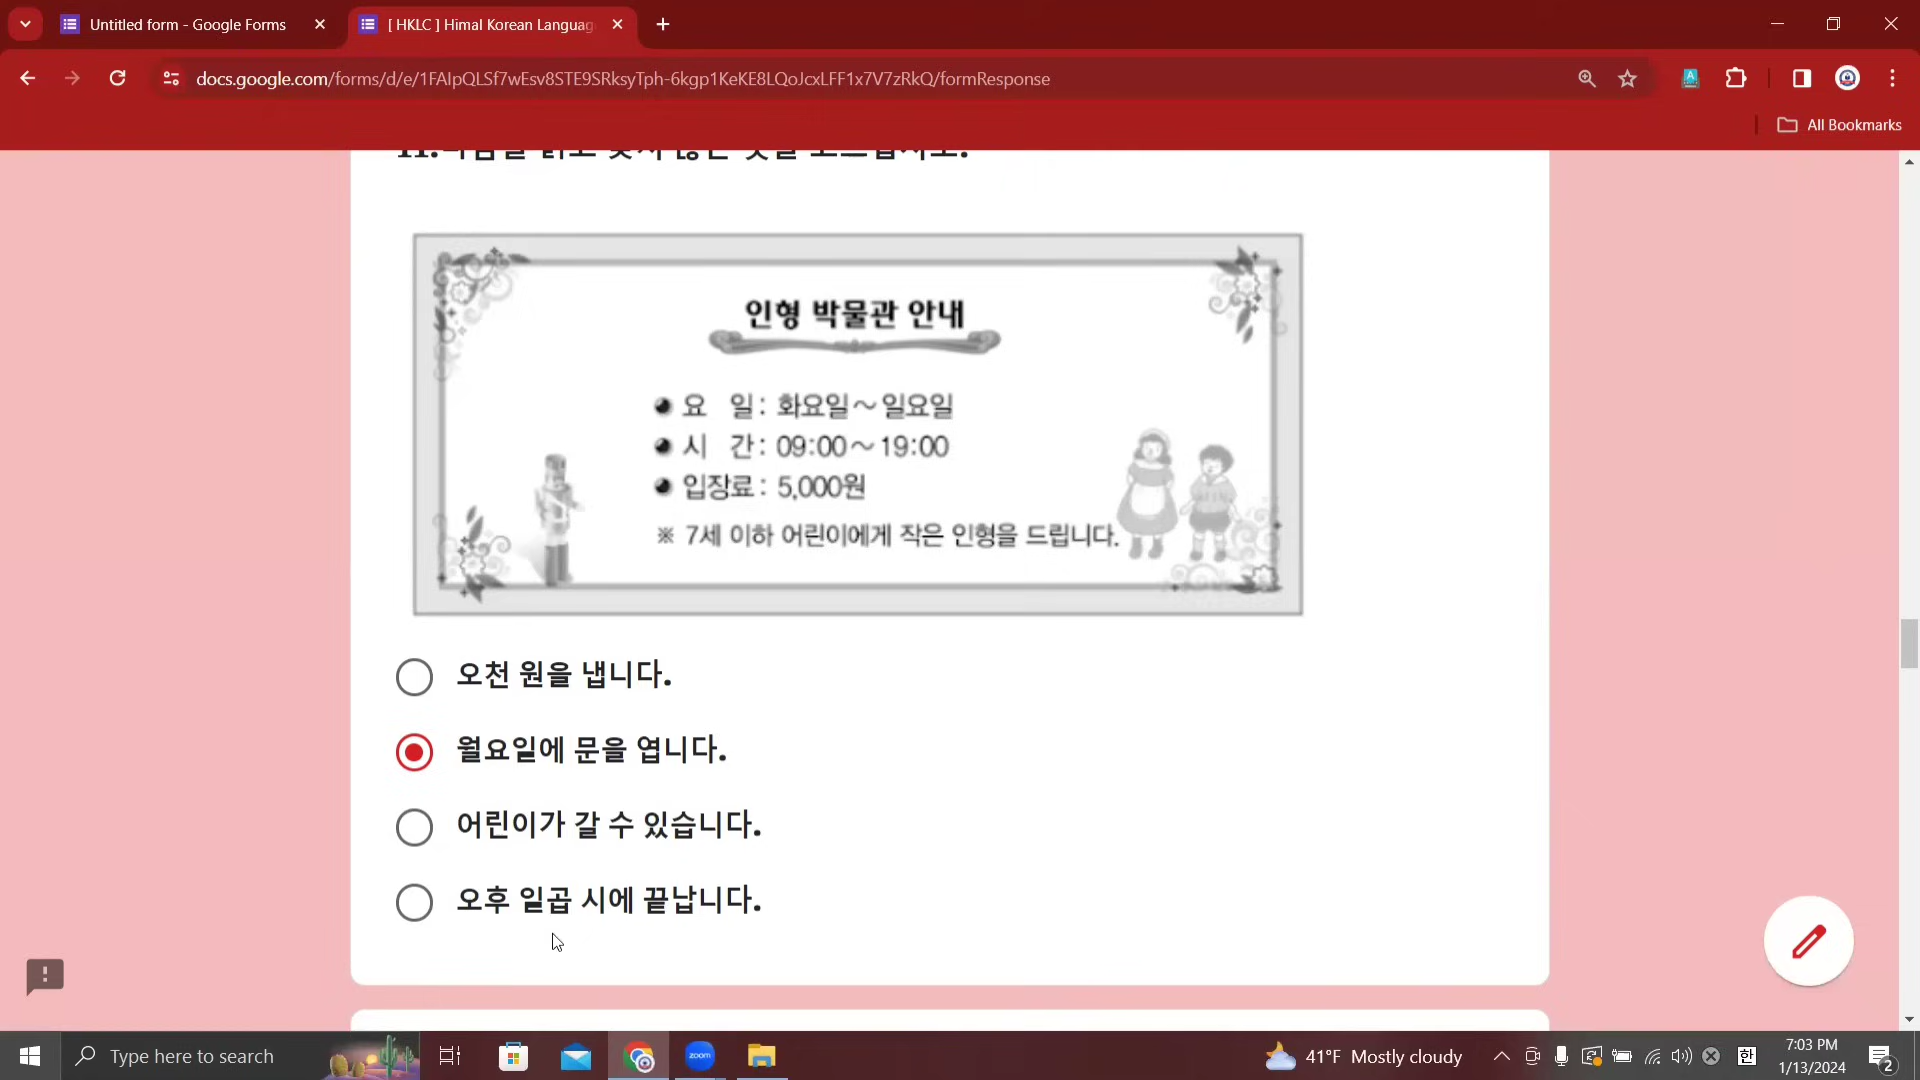 Untitled form - Google Forms
[ HKLC ] Himal Korean Languag
docs.google.com/forms/d/e/1FAIpQLSf7wEsv8STE9SRksyTph-6kgp1KeKE8LQoJcxLFF1x7V7zRkQ/formResponse
All Bookmarks
인형 박물관 안내
요 일 : 화요일～일요일
시 간 : 09:00～19:00
입장료 : 5,000원
※ 7세 이하 어린이에게 작은 인형을 드립니다.
오천 원을 냅니다.
월요일에 문을 엽니다.
어린이가 갈 수 있습니다.
오후 일곱 시에 끝납니다.
Type here to search
zoom
41°F Mostly cloudy
한
7:03 PM
1/13/2024
2